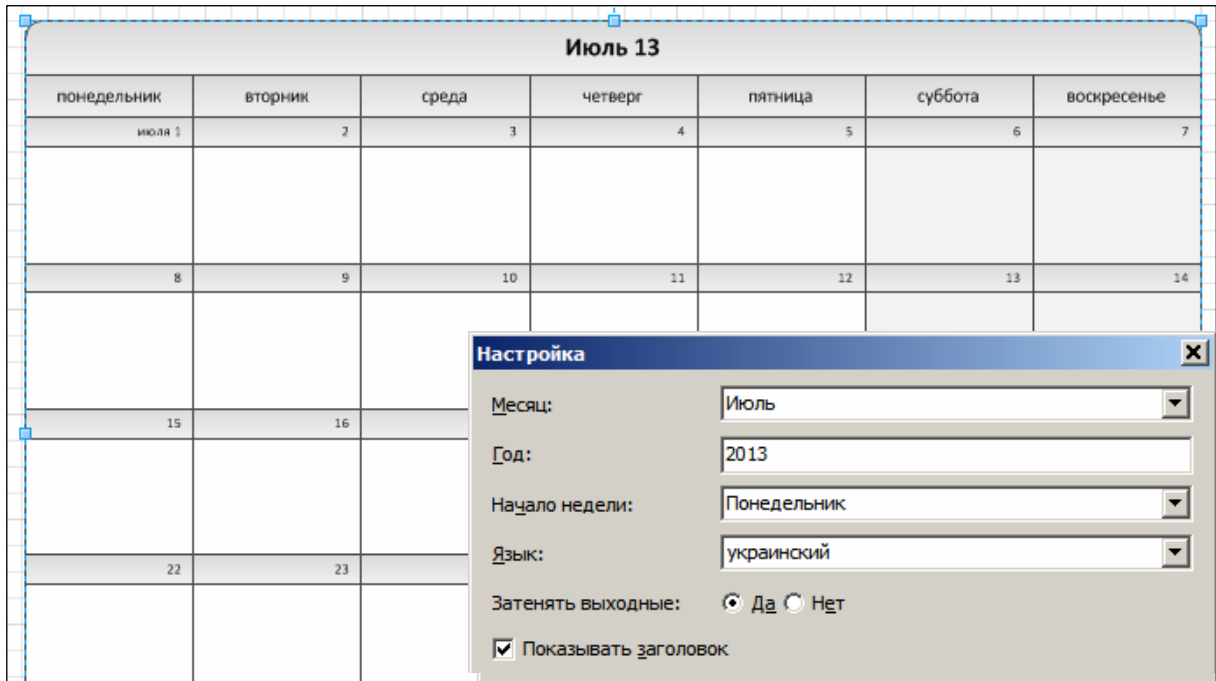 Июль 13
понедельник вторник среда четверг пятница суббота воскресенье
июля 1 2 3 4 5 6 7
8 9 10 11 12 13 14
Настройка
Месяц: Июль
15 16
Год: 2013
Начало недели: Понедельник
Язык: украинский
22 23
Затенять выходные: Да Нет
Показывать заголовок